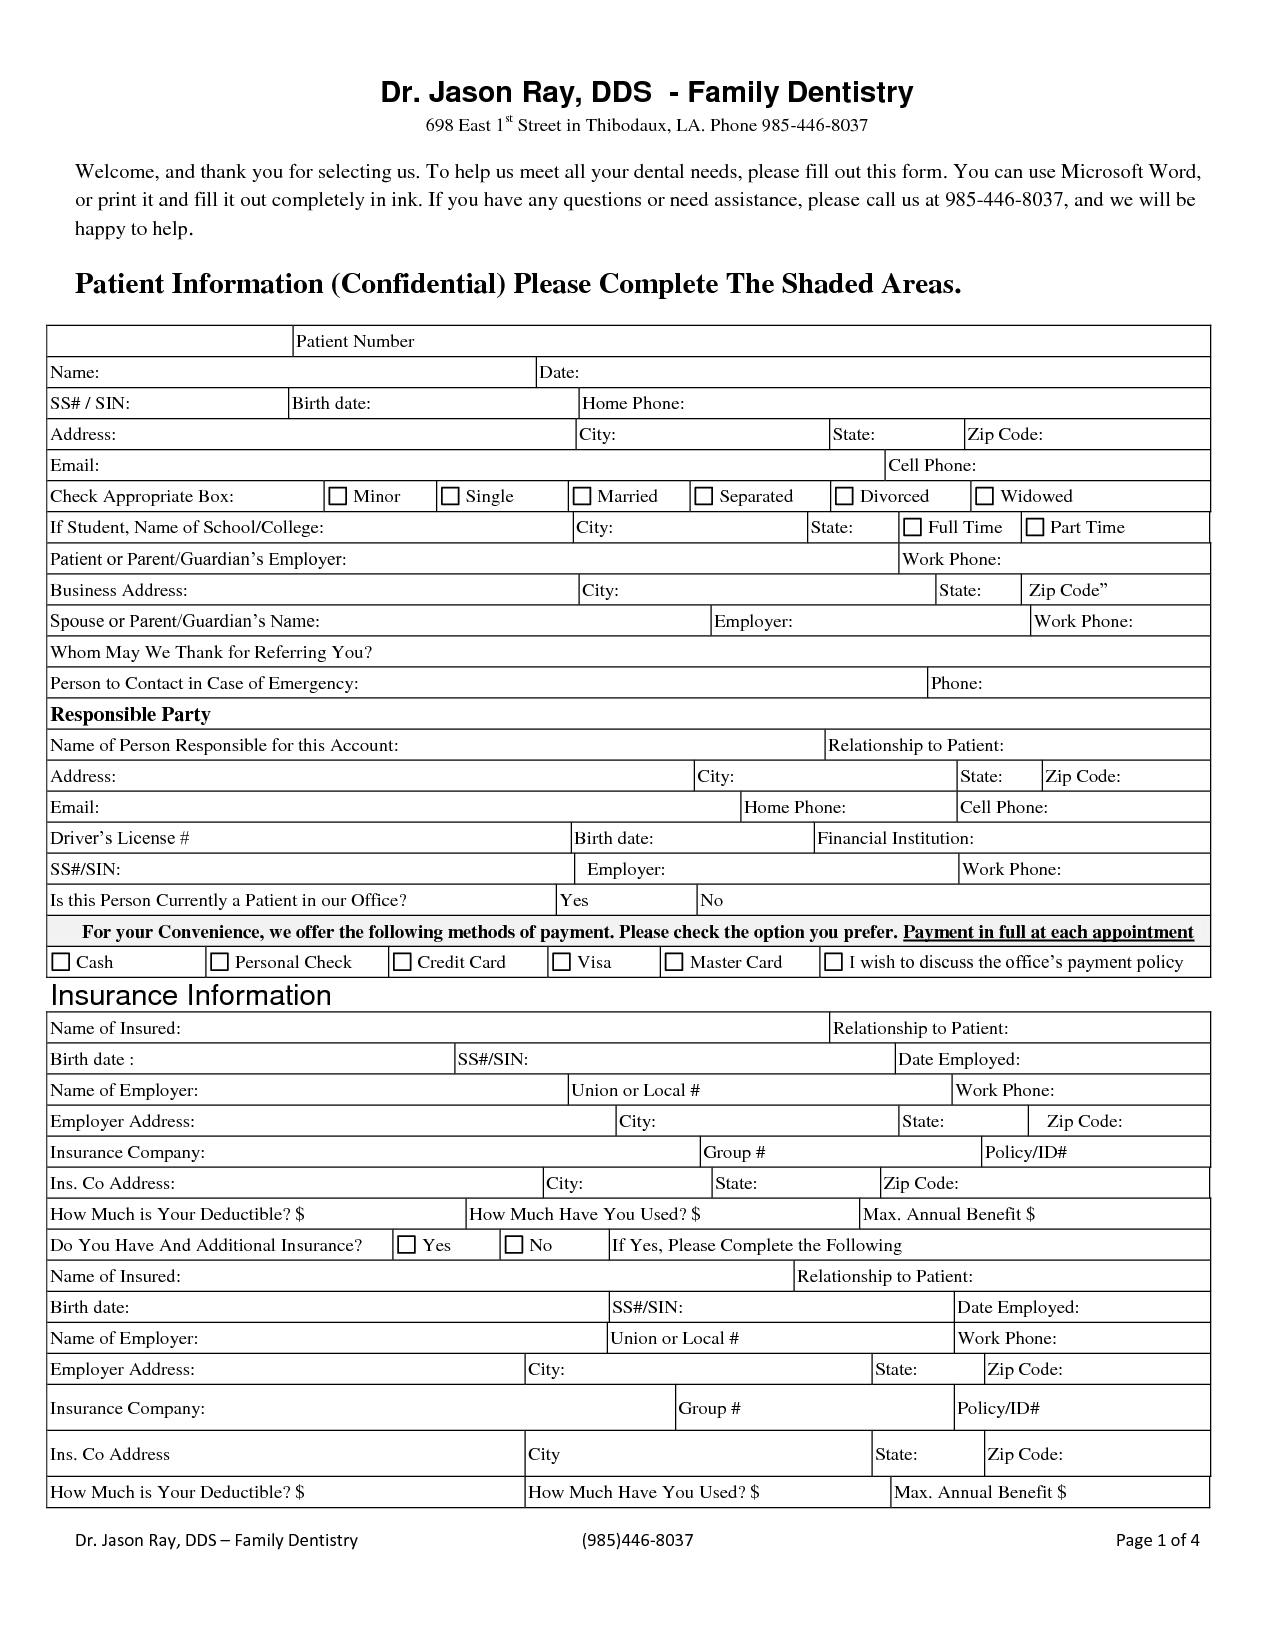 Dr. Jason Ray, DDS  - Family Dentistry
698 East 1st Street in Thibodaux, LA. Phone 985-446-8037
Welcome, and thank you for selecting us. To help us meet all your dental needs, please fill out this form. You can use Microsoft Word,
or print it and fill it out completely in ink. If you have any questions or need assistance, please call us at 985-446-8037, and we will be
happy to help.
Patient Information (Confidential) Please Complete The Shaded Areas.
Patient Number
Name: Date:
SS# / SIN: Birth date: Home Phone:
Address: City: State: Zip Code:
Email: Cell Phone:
Check Appropriate Box: Minor Single Married Separated Divorced Widowed
If Student, Name of School/College: City: State: Full Time Part Time
Patient or Parent/Guardian’s Employer: Work Phone:
Business Address: City: State: Zip Code”
Spouse or Parent/Guardian’s Name: Employer: Work Phone:
Whom May We Thank for Referring You?
Person to Contact in Case of Emergency: Phone:
Responsible Party
Name of Person Responsible for this Account: Relationship to Patient:
Address: City: State: Zip Code:
Email: Home Phone: Cell Phone:
Driver’s License # Birth date: Financial Institution:
SS#/SIN: Employer: Work Phone:
Is this Person Currently a Patient in our Office? Yes No
For your Convenience, we offer the following methods of payment. Please check the option you prefer. Payment in full at each appointment
Cash Personal Check Credit Card Visa Master Card I wish to discuss the office’s payment policy
Insurance Information
Name of Insured: Relationship to Patient:
Birth date : SS#/SIN: Date Employed:
Name of Employer: Union or Local # Work Phone:
Employer Address: City: State: Zip Code:
Insurance Company: Group # Policy/ID#
Ins. Co Address: City: State: Zip Code:
How Much is Your Deductible? $ How Much Have You Used? $ Max. Annual Benefit $
Do You Have And Additional Insurance? Yes No If Yes, Please Complete the Following
Name of Insured: Relationship to Patient:
Birth date: SS#/SIN: Date Employed:
Name of Employer: Union or Local # Work Phone:
Employer Address: City: State: Zip Code:
Insurance Company: Group # Policy/ID#
Ins. Co Address City State: Zip Code:
How Much is Your Deductible? $ How Much Have You Used? $ Max. Annual Benefit $
Dr. Jason Ray, DDS – Family Dentistry (985)446-8037 Page 1 of 4